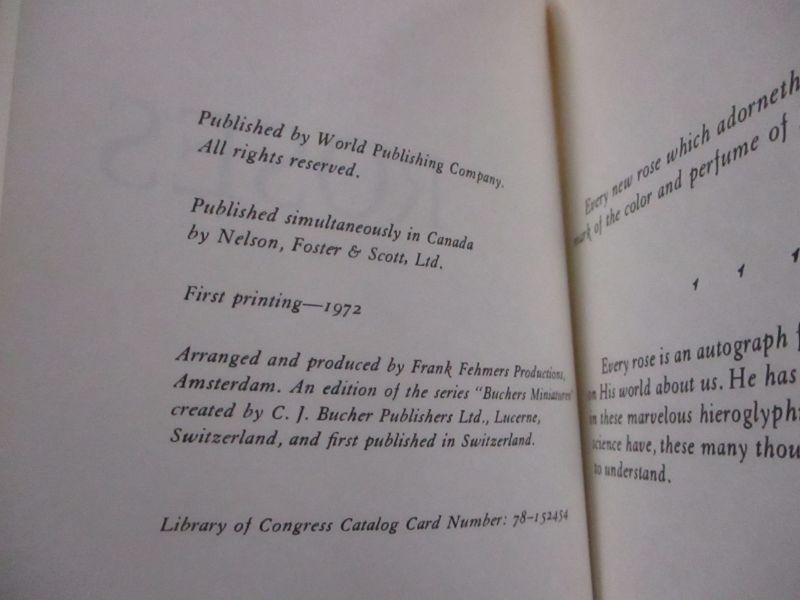 Published by World Publishing Company.
All rights reserved.
Published simultaneously in Canada
by Nelson, Foster & Scott, Ltd.
First printing—1972
Arranged and produced by Frank Fehmers Productions,
Amsterdam. An edition of the series "Buchers Miniatures"
created by C. J. Bucher Publishers Ltd., Lucerne,
Switzerland, and first published in Switzerland.
Library of Congress Catalog Card Number: 78-152454
Every new rose which adorneth
mark of the color and perfume of
Every rose is an autograph
on His world about us. He has
in these marvelous hieroglyph
science have, these many thou
to understand.